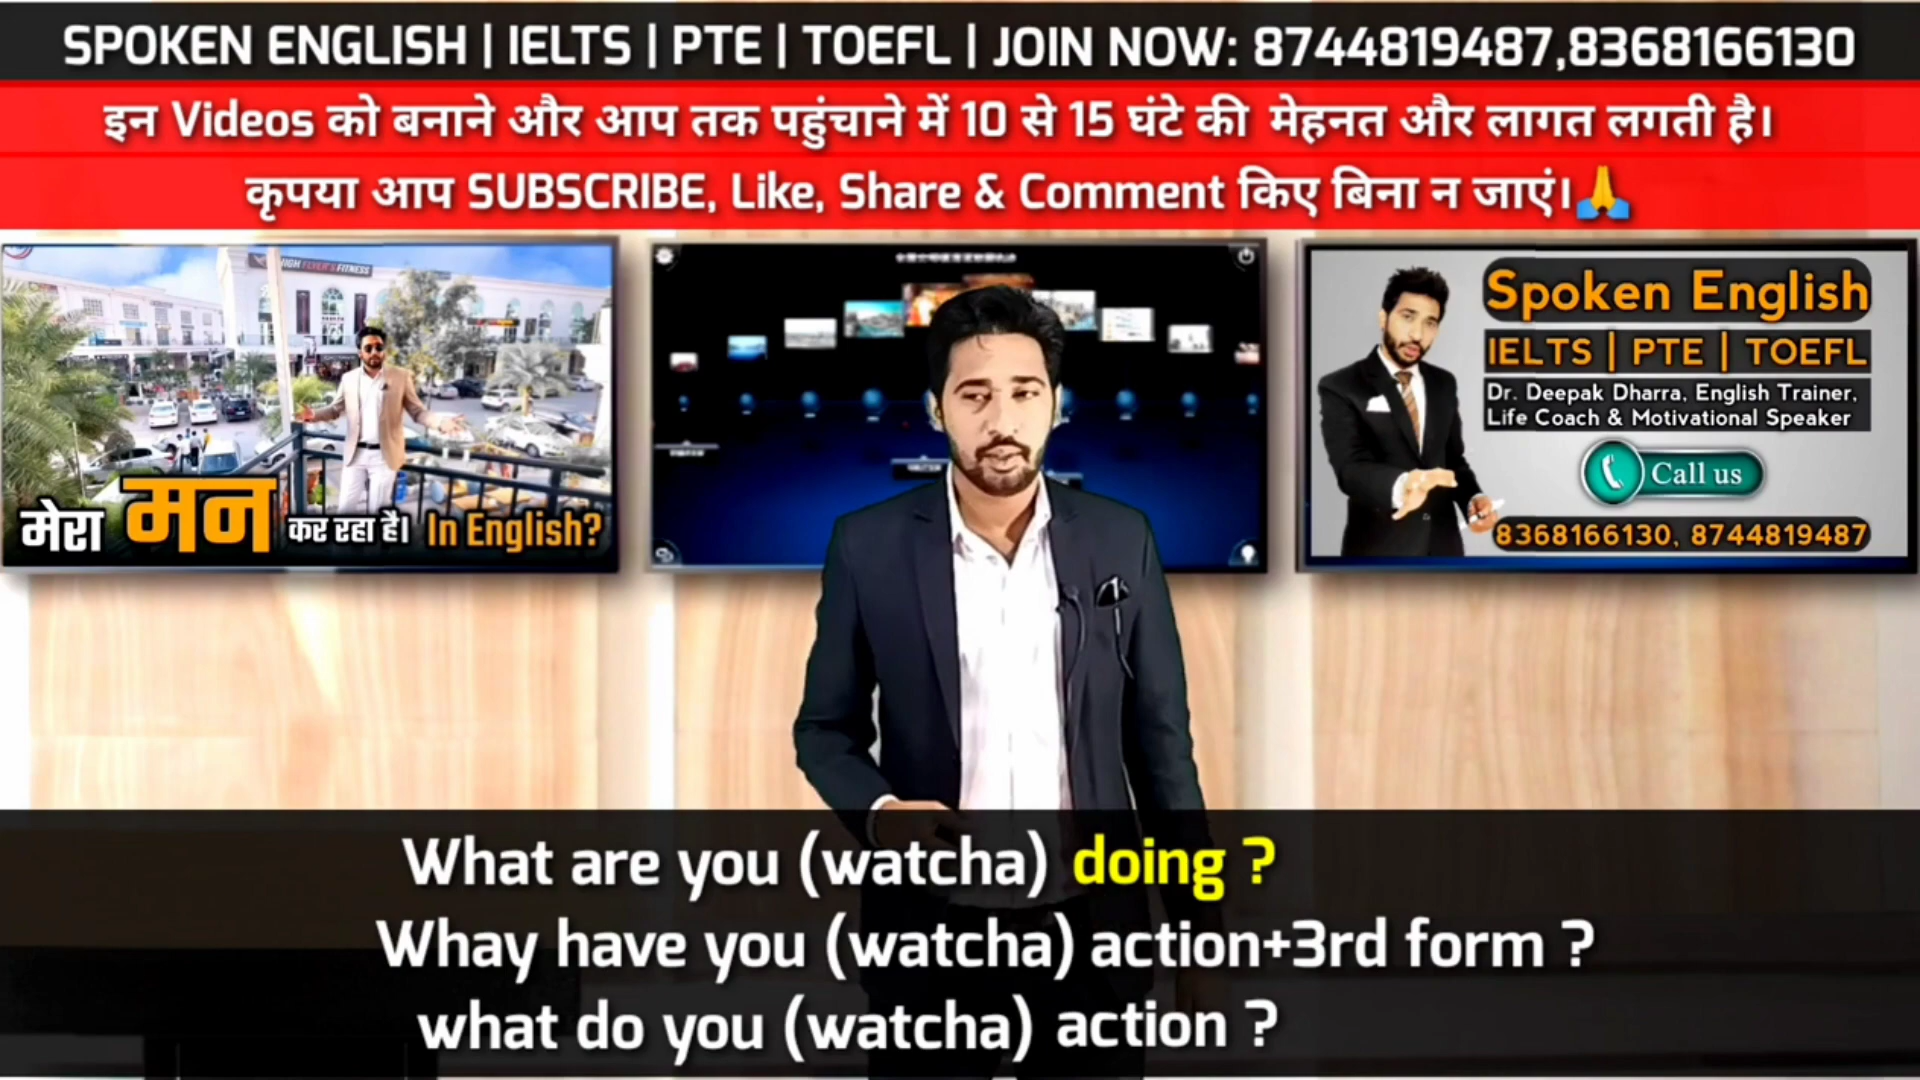 SPOKEN ENGLISH | IELTS | PTE | TOEFL | JOIN NOW: 8744819487,8368166130
इन Videos को बनाने और आप तक पहुंचाने में 10 से 15 घंटे की मेहनत और लागत लगती है।
कृपया आप SUBSCRIBE, Like, Share & Comment किए बिना न जाएं।🙏
HIGH FLYER'S FITNESS
मेरा मन कर रहा है। In English?
Spoken English
IELTS | PTE | TOEFL
Dr. Deepak Dharra, English Trainer,
Life Coach & Motivational Speaker
Call us
8368166130, 8744819487
What are you (watcha) doing ?
Whay have you (watcha) action+3rd form ?
what do you (watcha) action ?